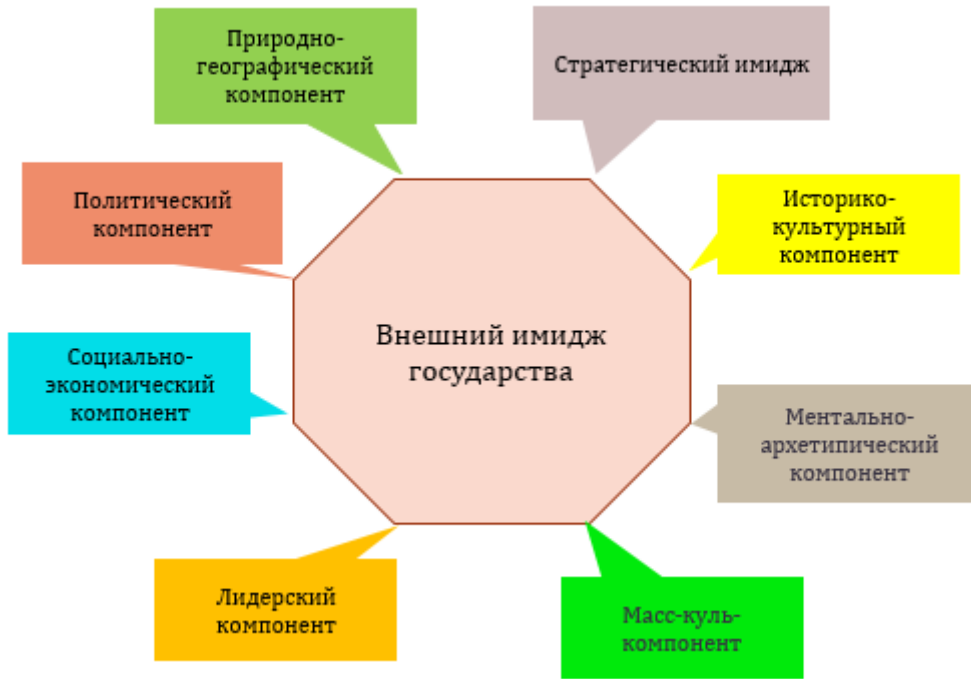 Природно-
географический
компонент
Стратегический имидж
Политический
компонент
Историко-
культурный
компонент
Внешний имидж
государства
Социально-
экономический
компонент
Ментально-
архетипический
компонент
Лидерский
компонент
Масс-куль-
компонент